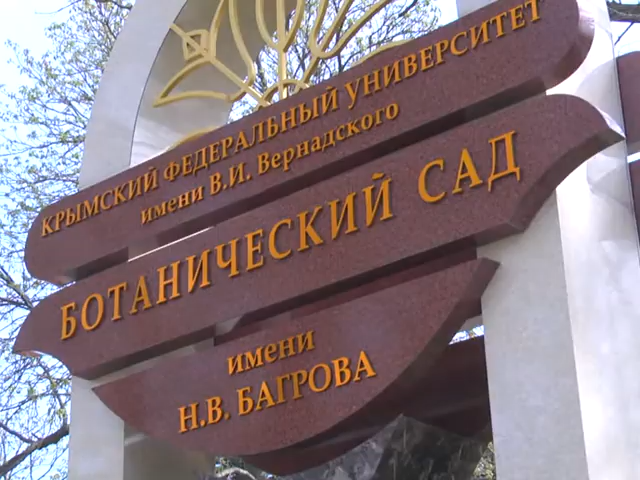 КРЫМСКИЙ ФЕДЕРАЛЬНЫЙ УНИВЕРСИТЕТ
имени В.И. Вернадского
БОТАНИЧЕСКИЙ САД
имени
Н.В. БАГРОВА